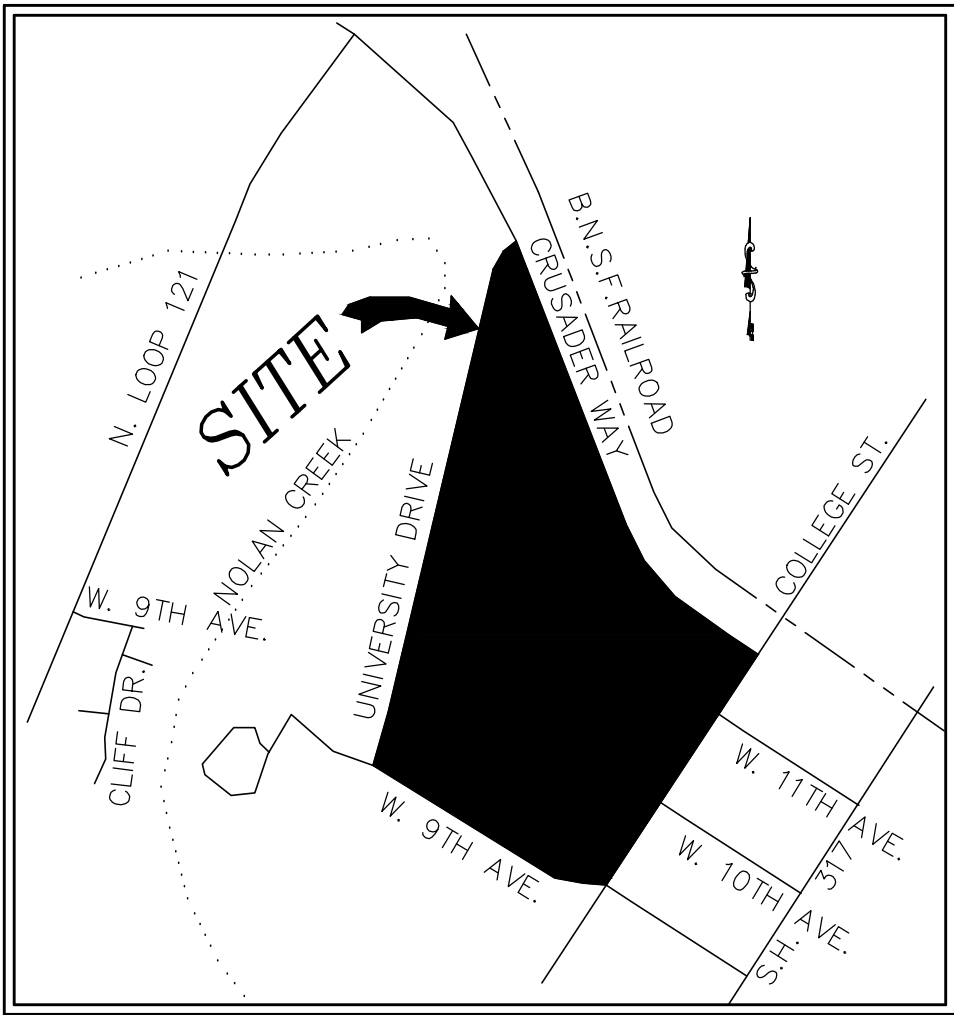 B.N.S.F.RAILROAD
CRUSADER WAY
N. LOOP 121
SITE
NOLAN CREEK
UNIVERSITY DRIVE
COLLEGE ST.
W. 9TH AVE.
CLIFF DR.
W. 9TH AVE.
W. 11TH AVE.
W. 10TH AVE.
S.H. 317